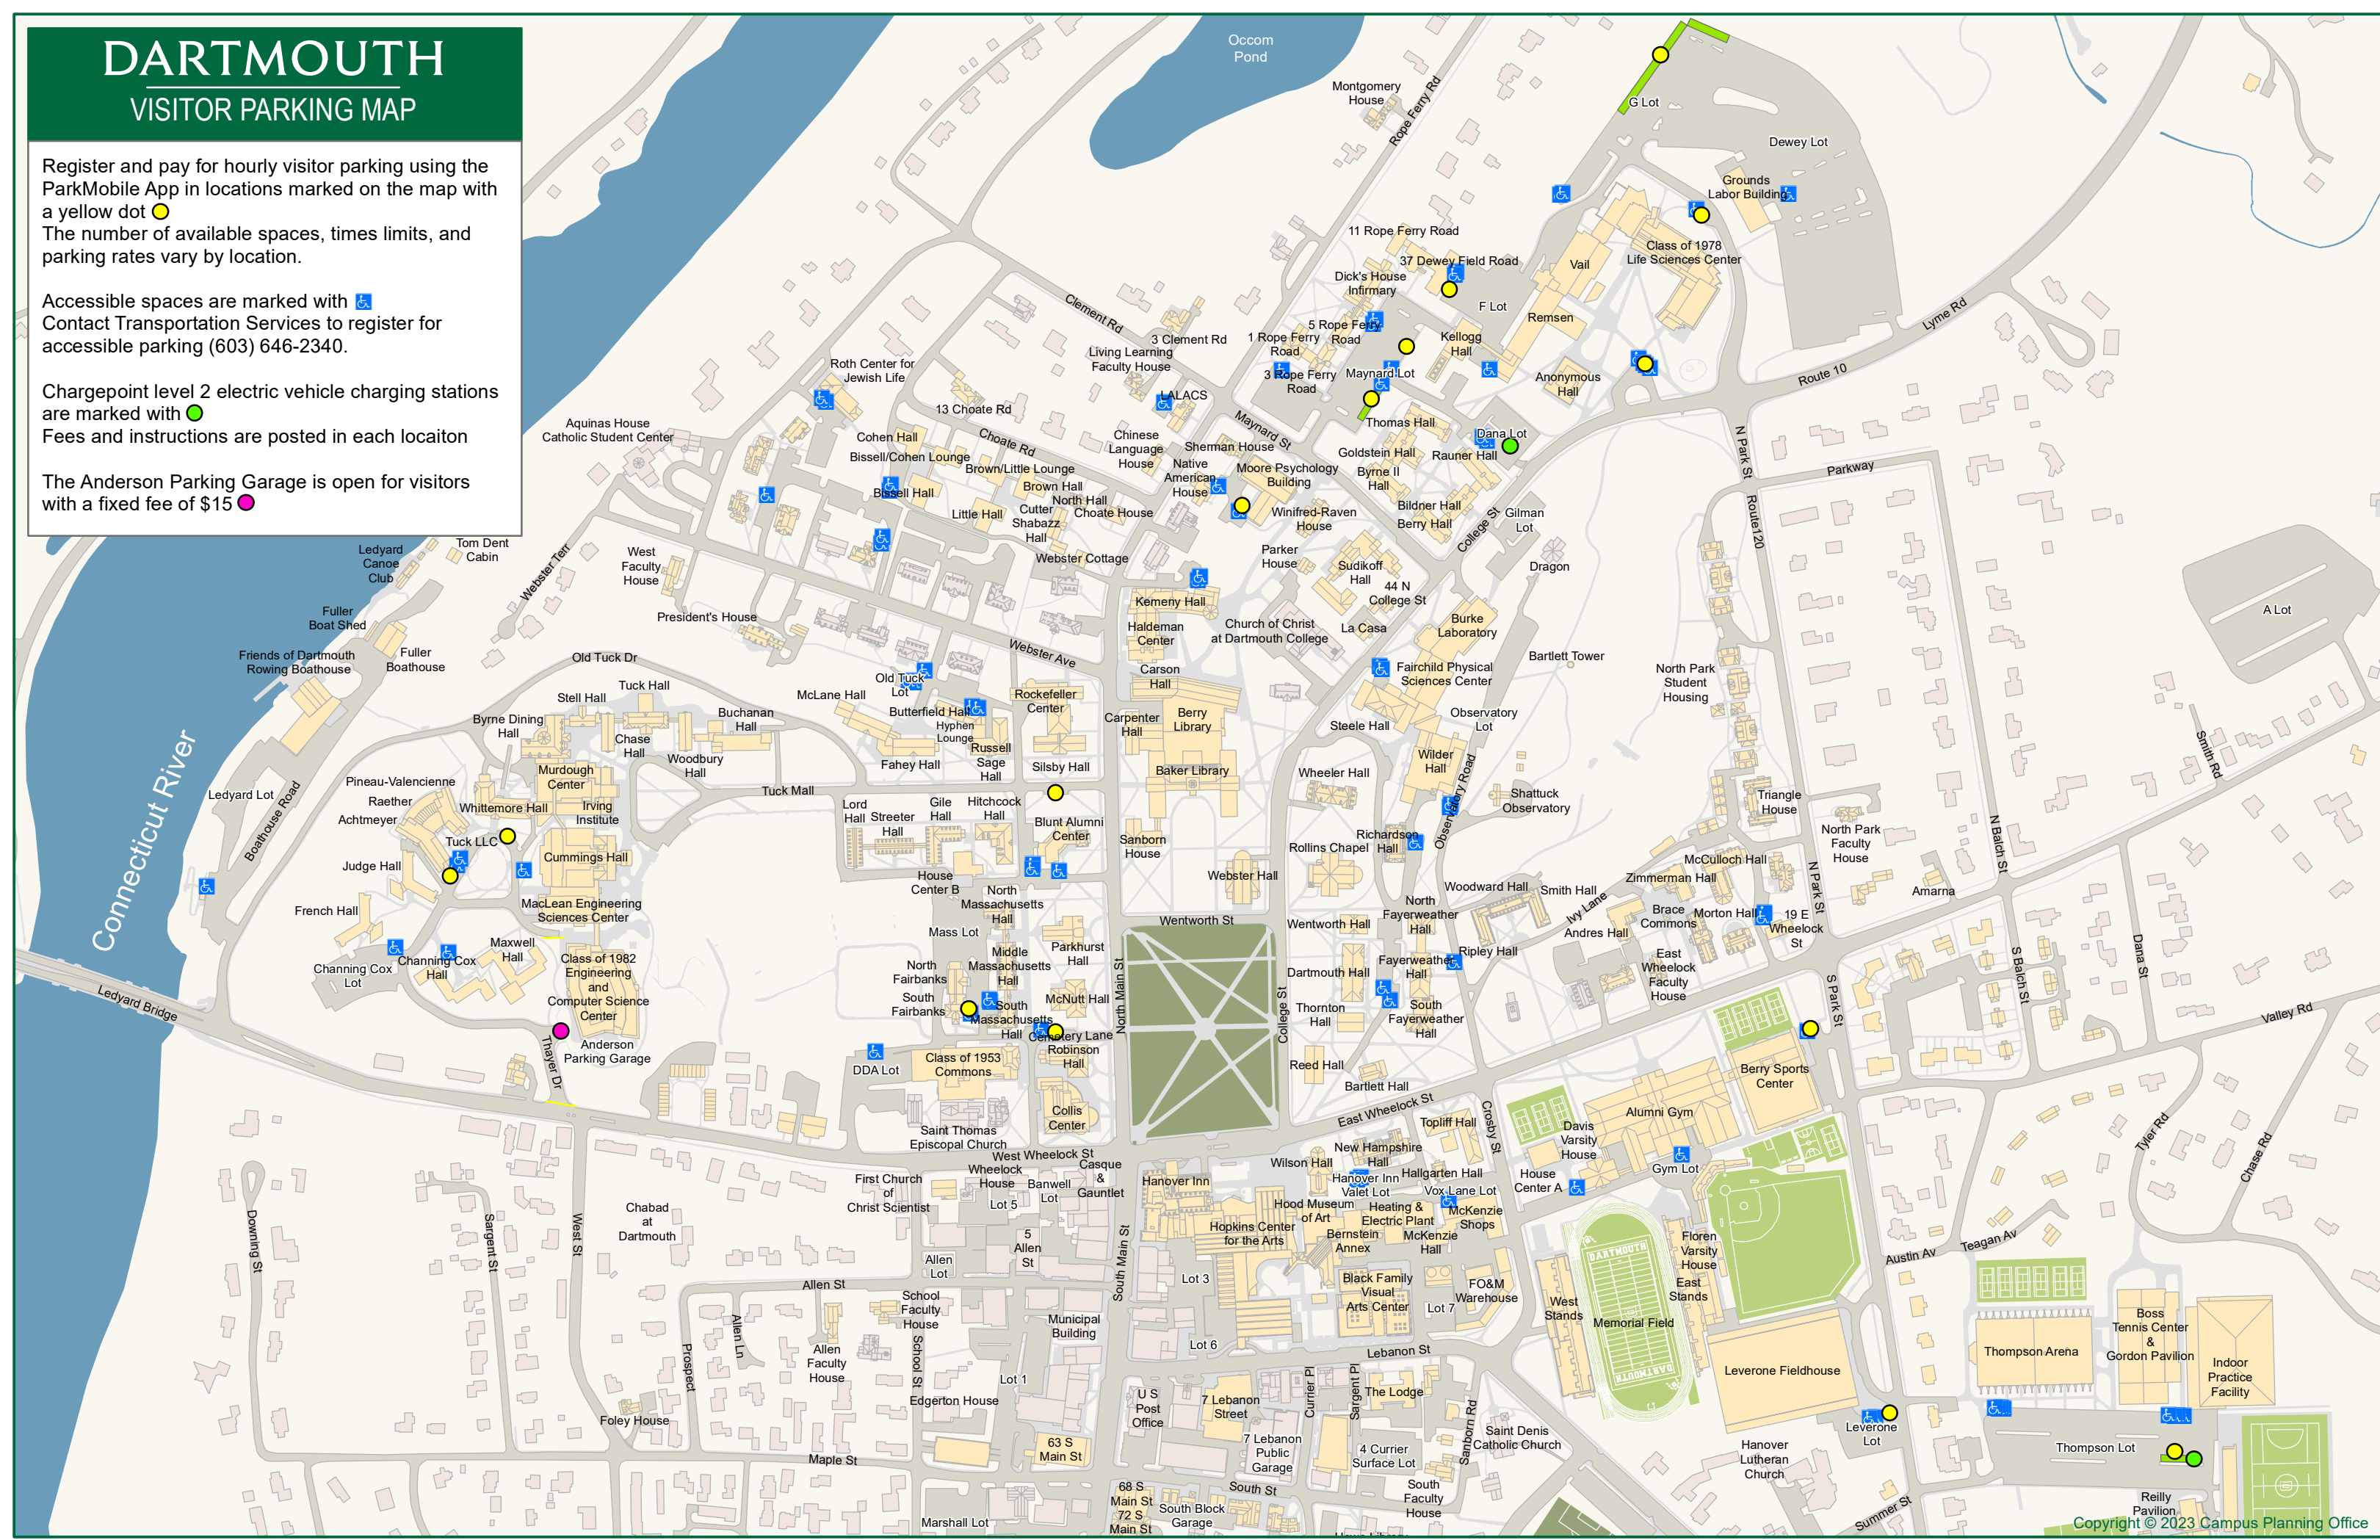 DARTMOUTH
VISITOR PARKING MAP
Register and pay for hourly visitor parking using the
ParkMobile App in locations marked on the map with
a yellow dot
The number of available spaces, times limits, and
parking rates vary by location.
Accessible spaces are marked with
Contact Transportation Services to register for
accessible parking (603) 646-2340.
Chargepoint level 2 electric vehicle charging stations
are marked with
Fees and instructions are posted in each locaiton
The Anderson Parking Garage is open for visitors
with a fixed fee of $15
Occom
Pond
Montgomery
House
Rope Ferry Rd
G Lot
Dewey Lot
Grounds
Labor Building
11 Rope Ferry Road
37 Dewey Field Road
Class of 1978
Life Sciences Center
Vail
Dick's House
Infirmary
F Lot
Remsen
5 Rope Ferry
Road
1 Rope Ferry
Road
3 Rope Ferry
Road
Kellogg
Hall
Maynard Lot
Anonymous
Hall
Lyme Rd
Route 10
Clement Rd
3 Clement Rd
Living Learning
Faculty House
LALACS
Roth Center for
Jewish Life
13 Choate Rd
Choate Rd
Maynard St
Thomas Hall
Dana Lot
Goldstein Hall
Rauner Hall
Byrne II
Hall
Bildner Hall
Berry Hall
College St
Gilman
Lot
Aquinas House
Catholic Student Center
Cohen Hall
Bissell/Cohen Lounge
Bissell Hall
Brown/Little Lounge
Brown Hall
Little Hall
North Hall
Choate House
Cutter
Shabazz
Hall
Chinese
Language
House
Sherman House
Native
American
House
Moore Psychology
Building
Winifred-Raven
House
Webster Cottage
Parker
House
Sudikoff
Hall
44 N
College St
La Casa
Dragon
N Park St
Route120
Parkway
A Lot
Ledyard
Canoe
Club
Tom Dent
Cabin
Webster Terr
West
Faculty
House
President's House
Fuller
Boat Shed
Fuller
Boathouse
Friends of Dartmouth
Rowing Boathouse
Kemeny Hall
Haldeman
Center
Carson
Hall
Church of Christ
at Dartmouth College
Burke
Laboratory
Fairchild Physical
Sciences Center
Bartlett Tower
North Park
Student
Housing
Old Tuck Dr
Webster Ave
Tuck Hall
Stell Hall
Byrne Dining
Hall
Chase
Hall
Buchanan
Hall
Woodbury
Hall
McLane Hall
Old Tuck
Lot
Butterfield Hall
Hyphen
Lounge
Fahey Hall
Russell
Sage
Hall
Rockefeller
Center
Silsby Hall
Carpenter
Hall
Berry
Library
Baker Library
Steele Hall
Observatory
Lot
Wilder
Hall
Wheeler Hall
Observatory Road
Shattuck
Observatory
Smith Rd
Connecticut River
Ledyard Lot
Boathouse Road
Pineau-Valencienne
Raether
Achtmeyer
Murdough
Center
Whittemore Hall
Irving
Institute
Tuck LLC
Cummings Hall
Judge Hall
French Hall
MacLean Engineering
Sciences Center
Tuck Mall
Lord
Hall
Streeter
Hall
Gile
Hall
Hitchcock
Hall
Blunt Alumni
Center
Sanborn
House
House
Center B
Webster Hall
Rollins Chapel
Richardson
Hall
Triangle
House
North Park
Faculty
House
N Balch St
McCulloch Hall
Zimmerman Hall
Woodward Hall
Smith Hall
Ivy Lane
Brace
Commons
Morton Hall
19 E
Wheelock
St
Amarna
N Park St
Andres Hall
Ripley Hall
East
Wheelock
Faculty
House
North
Massachusetts
Hall
Mass Lot
Middle
Massachusetts
Hall
Parkhurst
Hall
North
Fairbanks
South
Fairbanks
South
Massachusetts
Hall
McNutt Hall
Cemetery Lane
Robinson
Hall
Wentworth St
North Main St
College St
Wentworth Hall
Dartmouth Hall
Thornton
Hall
Reed Hall
Bartlett Hall
North
Fayerweather
Hall
Fayerweather
Hall
South
Fayerweather
Hall
S Park St
S Balch St
Dana St
Valley Rd
Channing Cox
Lot
Channing Cox
Hall
Maxwell
Hall
Class of 1982
Engineering
and
Computer Science
Center
Ledyard Bridge
Anderson
Parking Garage
Thayer Dr
DDA Lot
Class of 1953
Commons
Collis
Center
Saint Thomas
Episcopal Church
West Wheelock St
East Wheelock St
Topliff Hall
Crosby St
Davis
Varsity
House
Alumni Gym
Berry Sports
Center
Gym Lot
Tyler Rd
Chase Rd
First Church
of
Christ Scientist
Wheelock
House
Lot 5
Banwell
Lot
Casque
&
Gauntlet
Hanover Inn
Wilson Hall
New Hampshire
Hall
Hanover Inn
Valet Lot
Hallgarten Hall
Vox Lane Lot
House
Center A
Hood Museum
of Art
Heating &
Electric Plant
McKenzie
Shops
McKenzie
Hall
Hopkins Center
for the Arts
Bernstein
Annex
Chabad
at
Dartmouth
Downing St
Sargent St
West St
5
Allen
St
Allen
Lot
Allen St
South Main St
Lot 3
Black Family
Visual
Arts Center
Lot 7
FO&M
Warehouse
West
Stands
DARTMOUTH
Memorial Field
DARTMOUTH
East
Stands
Floren
Varsity
House
Austin Av
Teagan Av
School
Faculty
House
Allen Ln
Prospect
Allen
Faculty
House
School St
Municipal
Building
Lot 6
Lebanon St
Lot 1
Edgerton House
Foley House
U S
Post
Office
7 Lebanon
Street
Currier Pl
Sargent Pl
The Lodge
Sanborn Rd
Saint Denis
Catholic Church
Leverone Fieldhouse
Thompson Arena
Boss
Tennis Center
&
Gordon Pavilion
Indoor
Practice
Facility
Leverone
Lot
Thompson Lot
Hanover
Lutheran
Church
63 S
Main St
7 Lebanon
Public
Garage
4 Currier
Surface Lot
Maple St
South St
68 S
Main St
72 S
Main St
South Block
Garage
South
Faculty
House
Marshall Lot
Summer St
Reilly
Pavilion
Copyright © 2023 Campus Planning Office